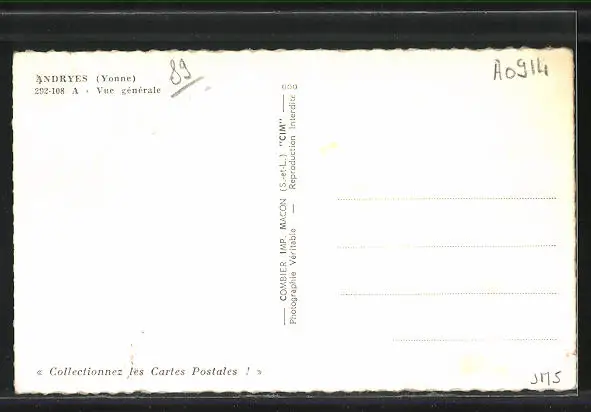 ANDRYES (Yonne)
292-108 A - Vue générale
89
A0914
COMBIER IMP. MACON (S.-et-L.) "CIM"
Photographie Véritable — Reproduction Interdite
« Collectionnez les Cartes Postales ! »